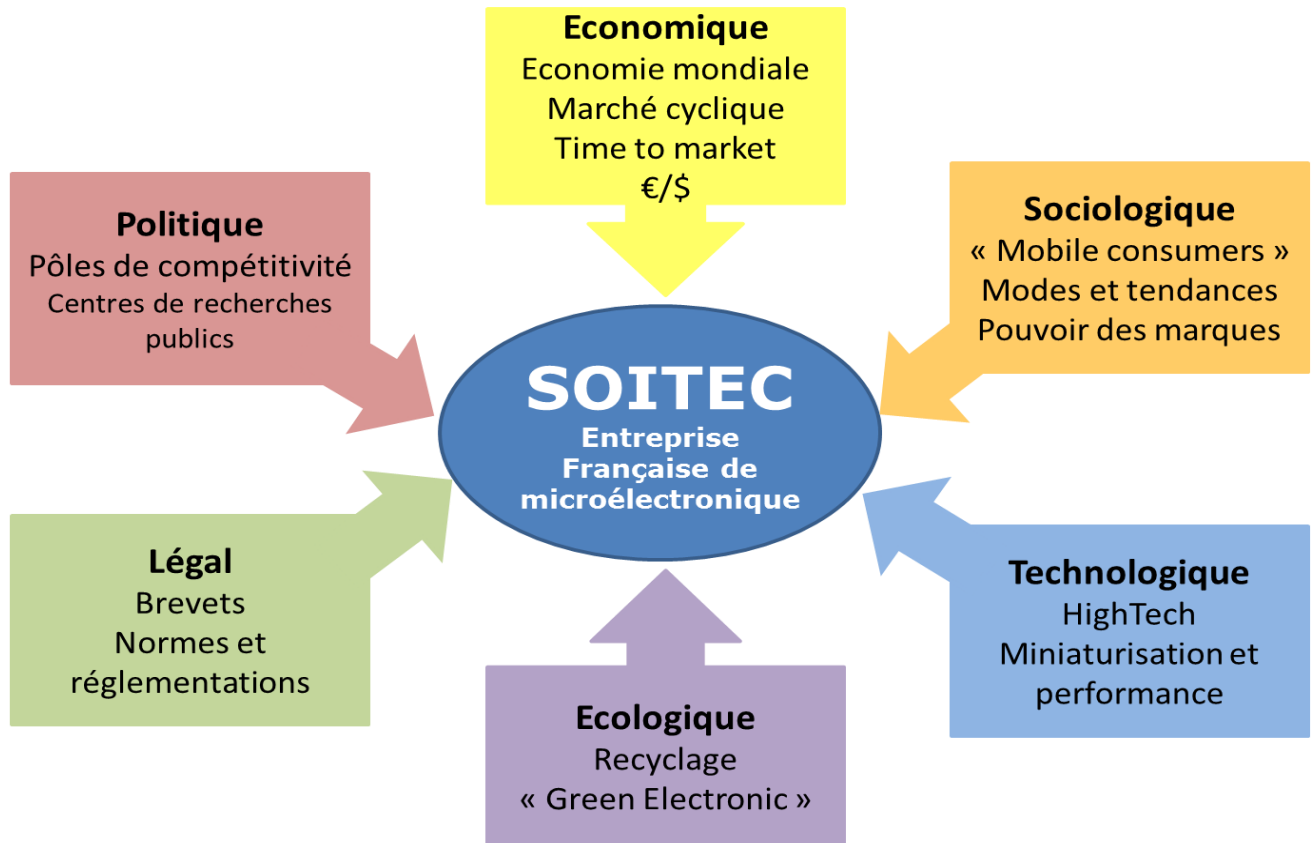 Economique
Economie mondiale
Marché cyclique
Time to market
€/$
Politique
Pôles de compétitivité
Centres de recherches
publics
Sociologique
« Mobile consumers »
Modes et tendances
Pouvoir des marques
SOITEC
Entreprise
Française de
microélectronique
Légal
Brevets
Normes et
réglementations
Technologique
HighTech
Miniaturisation et
performance
Ecologique
Recyclage
« Green Electronic »